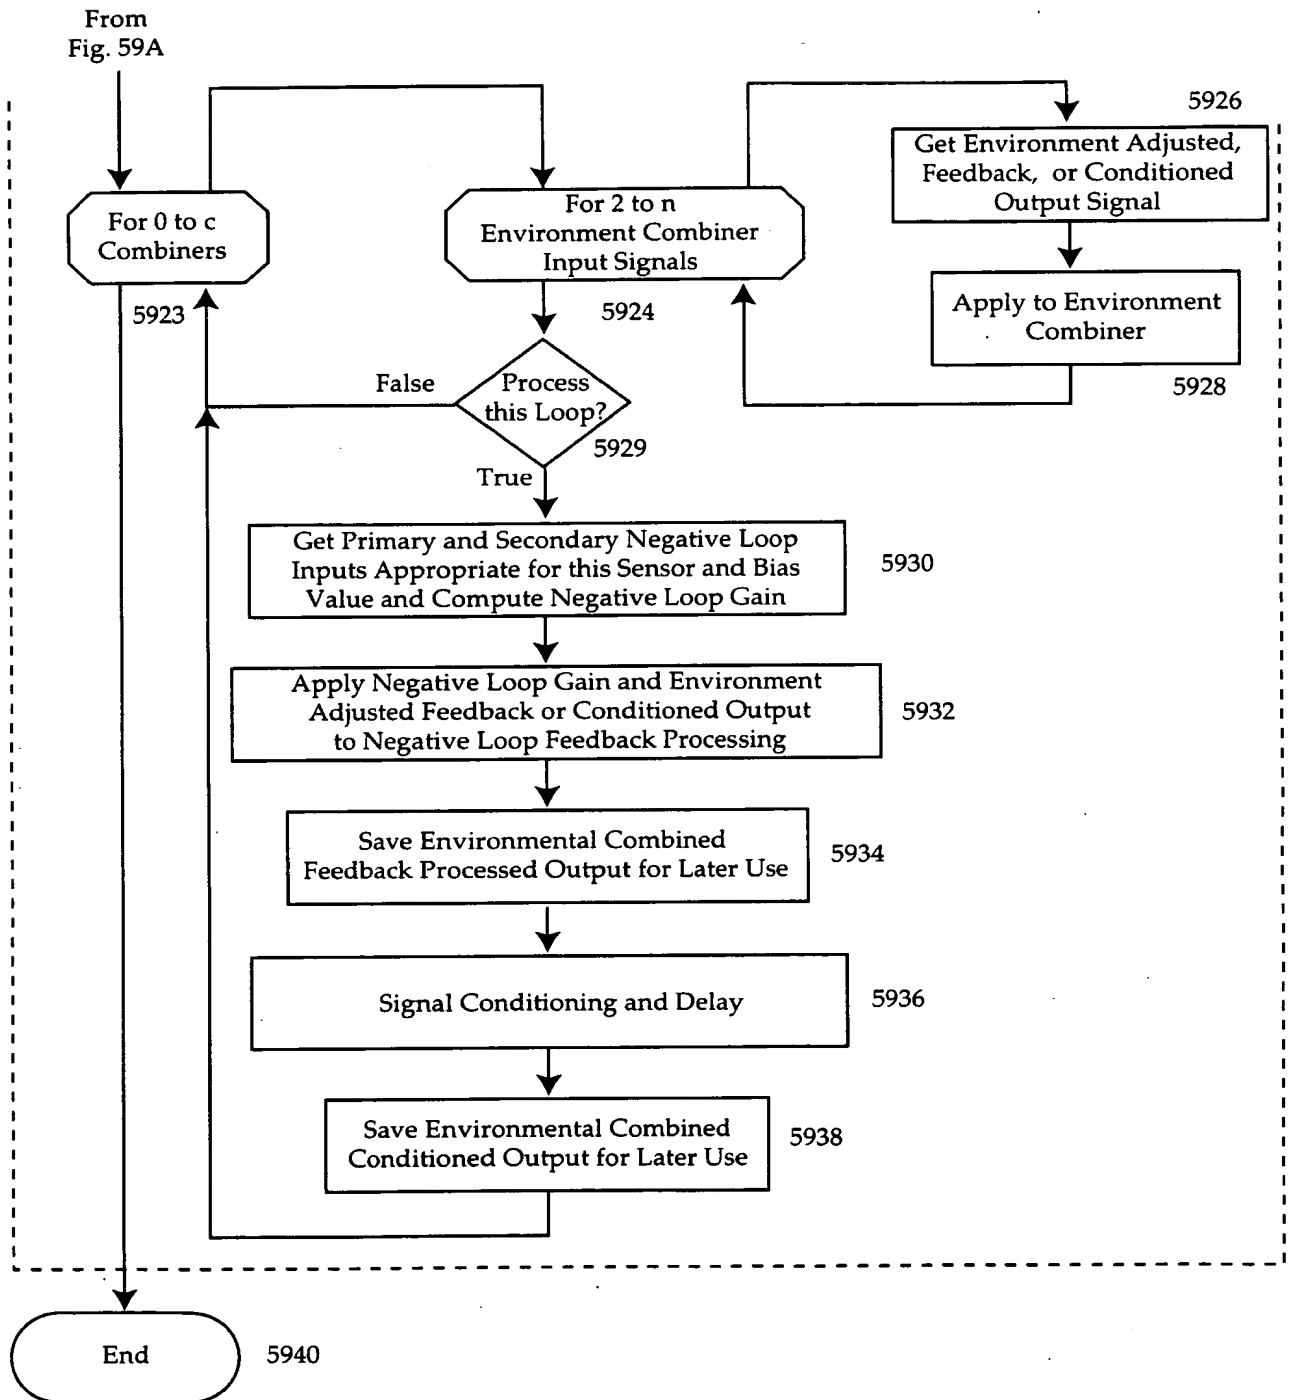 From
Fig. 59A
5926
Get Environment Adjusted,
Feedback, or Conditioned
Output Signal
For 0 to c
Combiners
5923
For 2 to n
Environment Combiner
Input Signals
5924
Apply to Environment
Combiner
5928
False
Process
this Loop?
5929
True
Get Primary and Secondary Negative Loop
Inputs Appropriate for this Sensor and Bias
Value and Compute Negative Loop Gain
5930
Apply Negative Loop Gain and Environment
Adjusted Feedback or Conditioned Output
to Negative Loop Feedback Processing
5932
Save Environmental Combined
Feedback Processed Output for Later Use
5934
Signal Conditioning and Delay
5936
Save Environmental Combined
Conditioned Output for Later Use
5938
End
5940